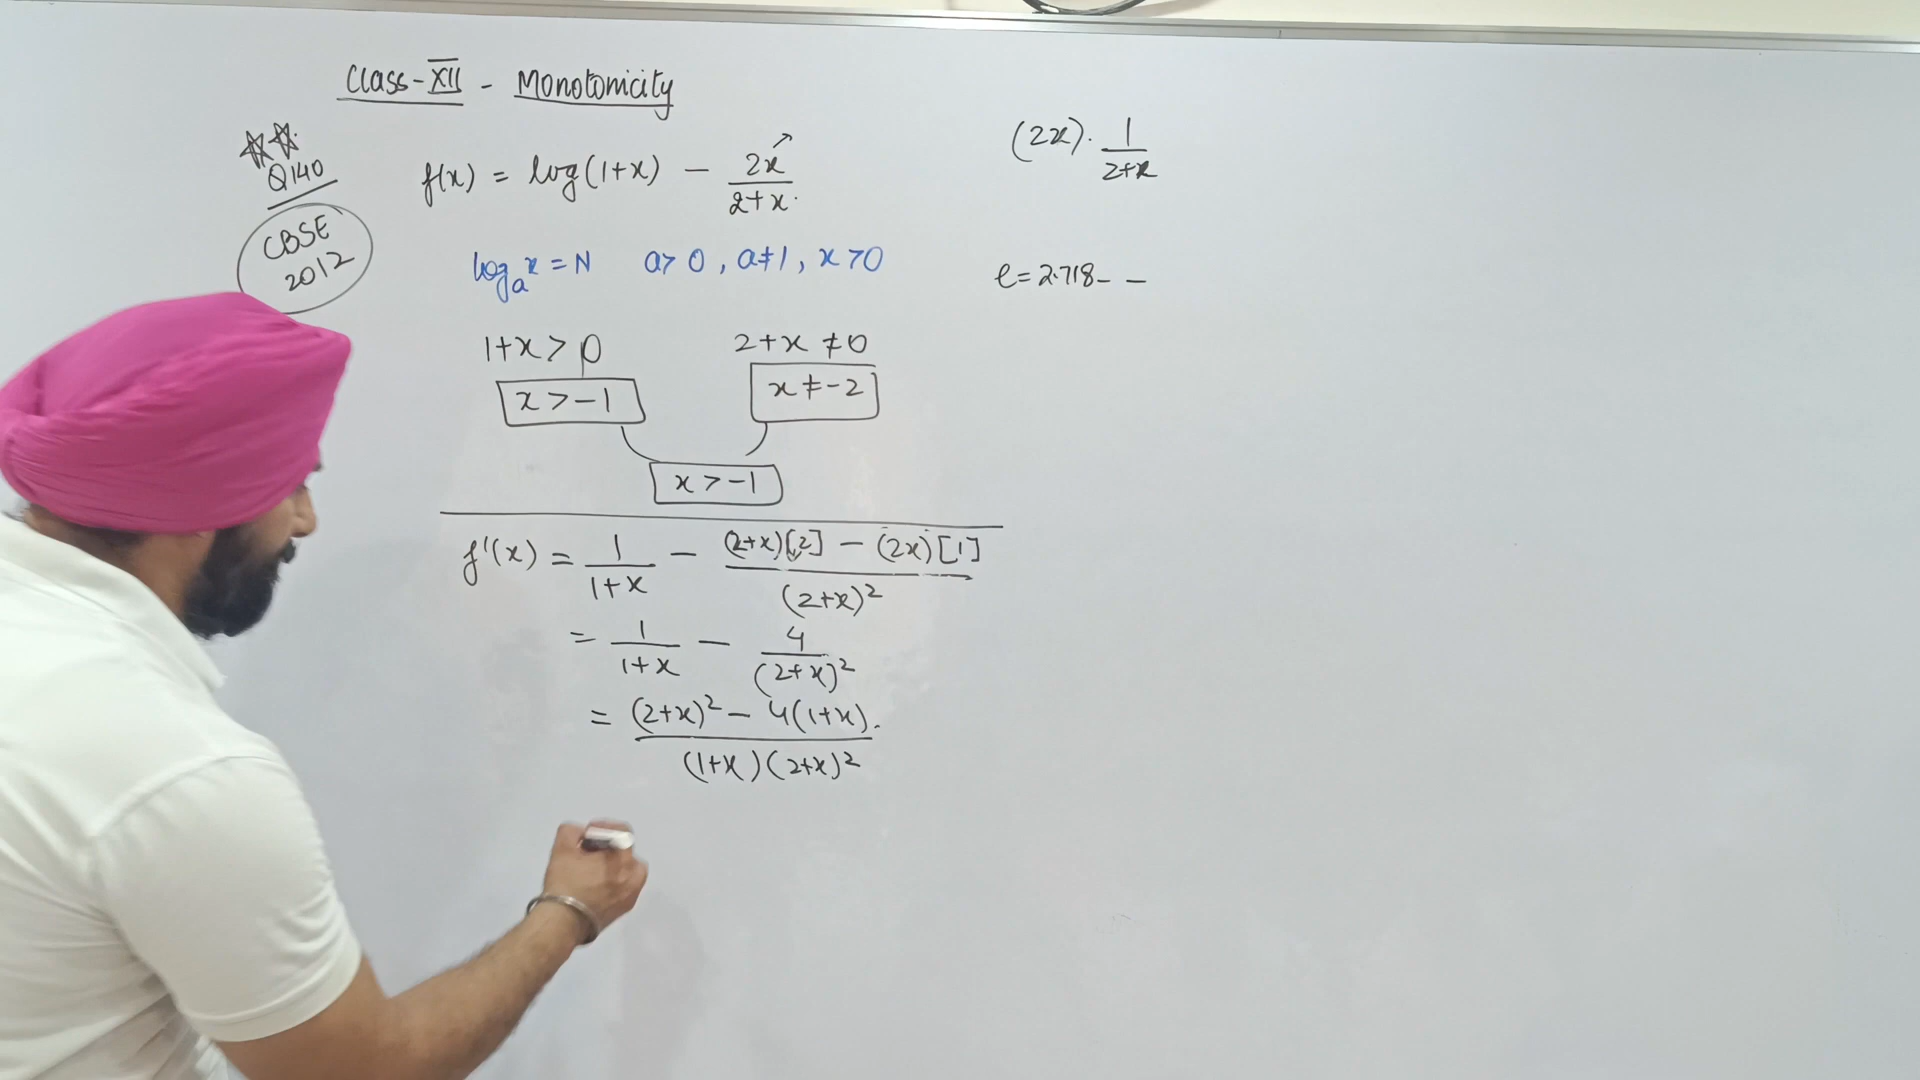 Class-XII - Monotonicity
Q140
CBSE
2012
f(x) = log(1+x) - 2x/(2+x)
logₐx = N a>0, a≠1, x>0
1+x>0 2+x ≠0
x>-1 x≠-2
x>-1
f'(x) = 1/(1+x) - ((2+x)[2] - (2x)[1])/(2+x)²
= 1/(1+x) - 4/(2+x)²
= ((2+x)² - 4(1+x))/((1+x)(2+x)²)
(2x)·1/(2+x)
e=2.718--